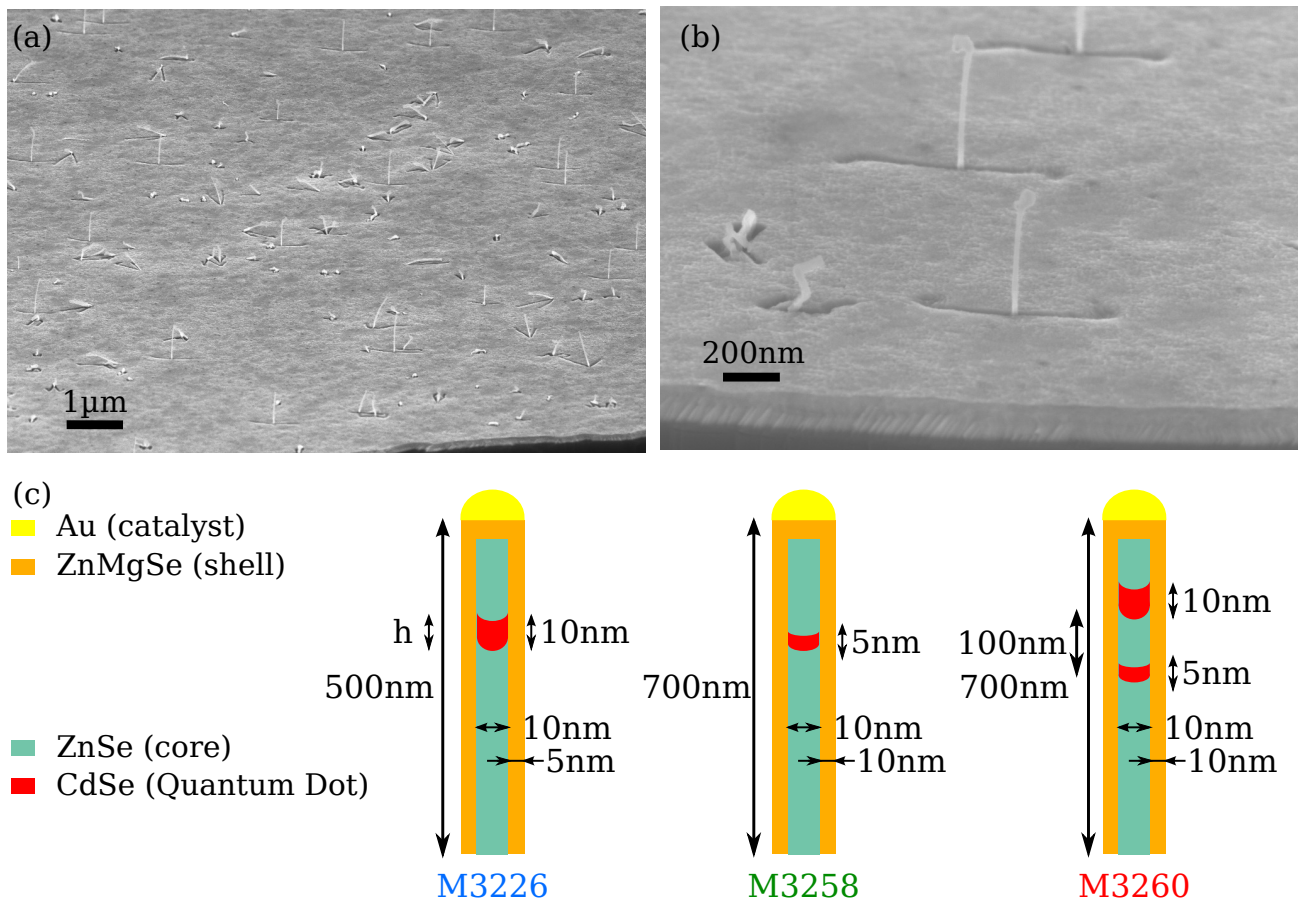 (a)
1µm
(b)
200nm
(c)
Au (catalyst)
ZnMgSe (shell)
ZnSe (core)
CdSe (Quantum Dot)
h
10nm
500nm
10nm
5nm
M3226
5nm
700nm
10nm
10nm
M3258
10nm
100nm
700nm
5nm
10nm
10nm
M3260